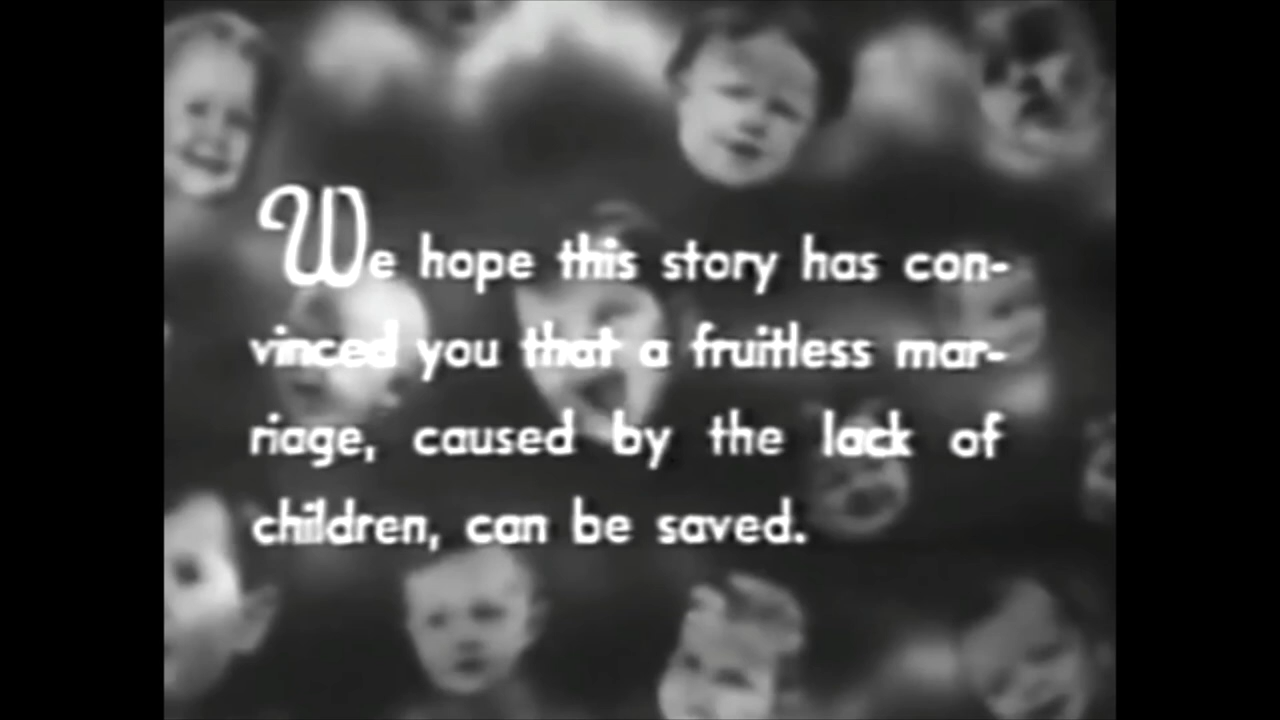 We hope this story has con-
vinced you that a fruitless mar-
riage, caused by the lack of
children, can be saved.